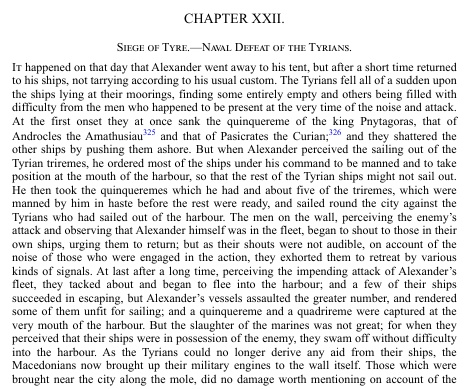 CHAPTER XXII.
Siege of Tyre.—Naval Defeat of the Tyrians.
It happened on that day that Alexander went away to his tent, but after a short time returned
to his ships, not tarrying according to his usual custom. The Tyrians fell all of a sudden upon
the ships lying at their moorings, finding some entirely empty and others being filled with
difficulty from the men who happened to be present at the very time of the noise and attack.
At the first onset they at once sank the quinquereme of the king Pnytagoras, that of
Androcles the Amathusiau325 and that of Pasicrates the Curian;326 and they shattered the
other ships by pushing them ashore. But when Alexander perceived the sailing out of the
Tyrian triremes, he ordered most of the ships under his command to be manned and to take
position at the mouth of the harbour, so that the rest of the Tyrian ships might not sail out.
He then took the quinqueremes which he had and about five of the triremes, which were
manned by him in haste before the rest were ready, and sailed round the city against the
Tyrians who had sailed out of the harbour. The men on the wall, perceiving the enemy's
attack and observing that Alexander himself was in the fleet, began to shout to those in their
own ships, urging them to return; but as their shouts were not audible, on account of the
noise of those who were engaged in the action, they exhorted them to retreat by various
kinds of signals. At last after a long time, perceiving the impending attack of Alexander's
fleet, they tacked about and began to flee into the harbour; and a few of their ships
succeeded in escaping, but Alexander's vessels assaulted the greater number, and rendered
some of them unfit for sailing; and a quinquereme and a quadrireme were captured at the
very mouth of the harbour. But the slaughter of the marines was not great; for when they
perceived that their ships were in possession of the enemy, they swam off without difficulty
into the harbour. As the Tyrians could no longer derive any aid from their ships, the
Macedonians now brought up their military engines to the wall itself. Those which were
brought near the city along the mole, did no damage worth mentioning on account of the